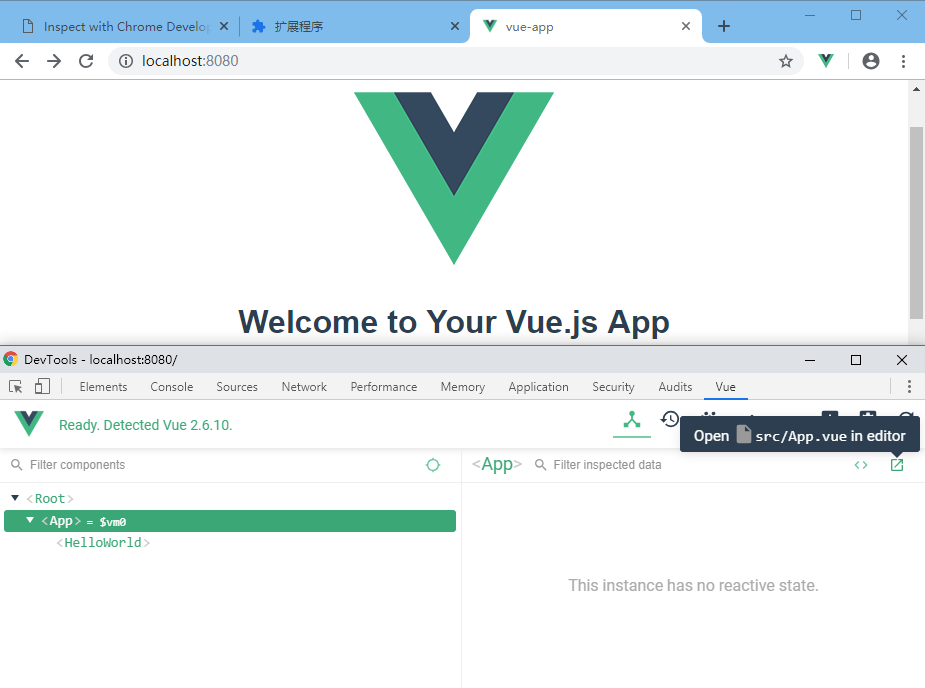 Inspect with Chrome Develop
扩展程序
vue-app
localhost:8080
Welcome to Your Vue.js App
DevTools - localhost:8080/
Elements Console Sources Network Performance Memory Application Security Audits Vue
Ready. Detected Vue 2.6.10.
Open src/App.vue in editor
Filter components
<App> Filter inspected data
<Root>
<App> = $vm0
<HelloWorld>
This instance has no reactive state.